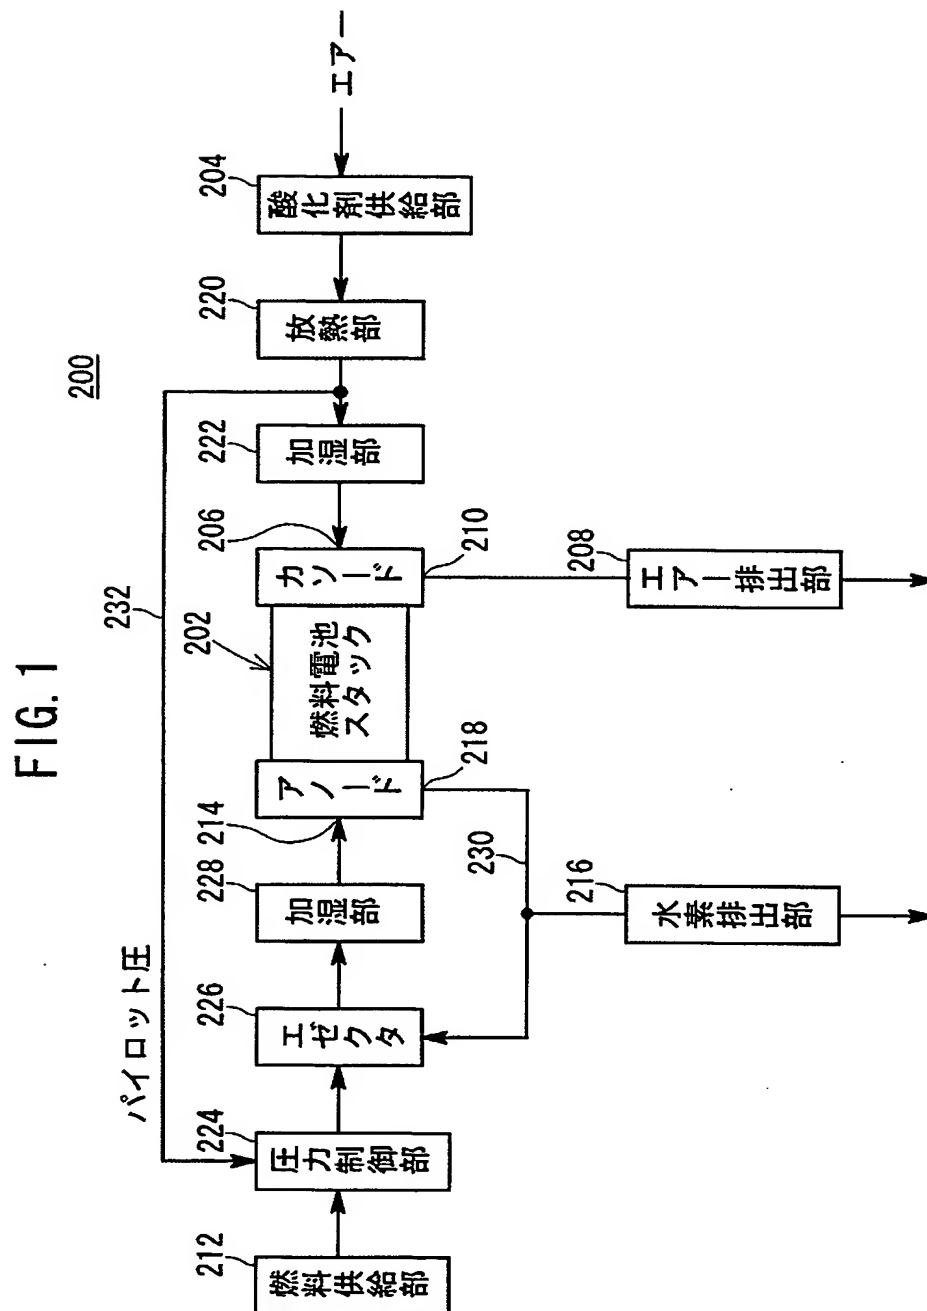 FIG. 1
200
エアー
204
酸化剤供給部
220
放熱部
222
加湿部
206
カソード
210
208
エアー排出部
232
202
燃料電池
スタック
アノード
218
214
230
216
水素排出部
228
加湿部
226
エゼクタ
パイロット圧
224
圧力制御部
212
燃料供給部